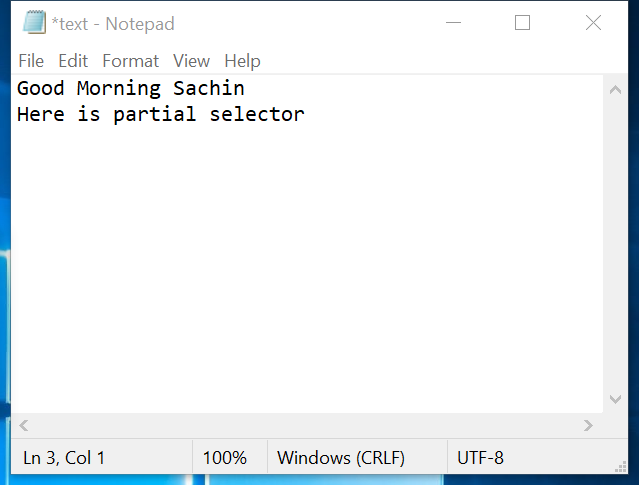 *text - Notepad
File Edit Format View Help
Good Morning Sachin
Here is partial selector
Ln 3, Col 1 100% Windows (CRLF) UTF-8